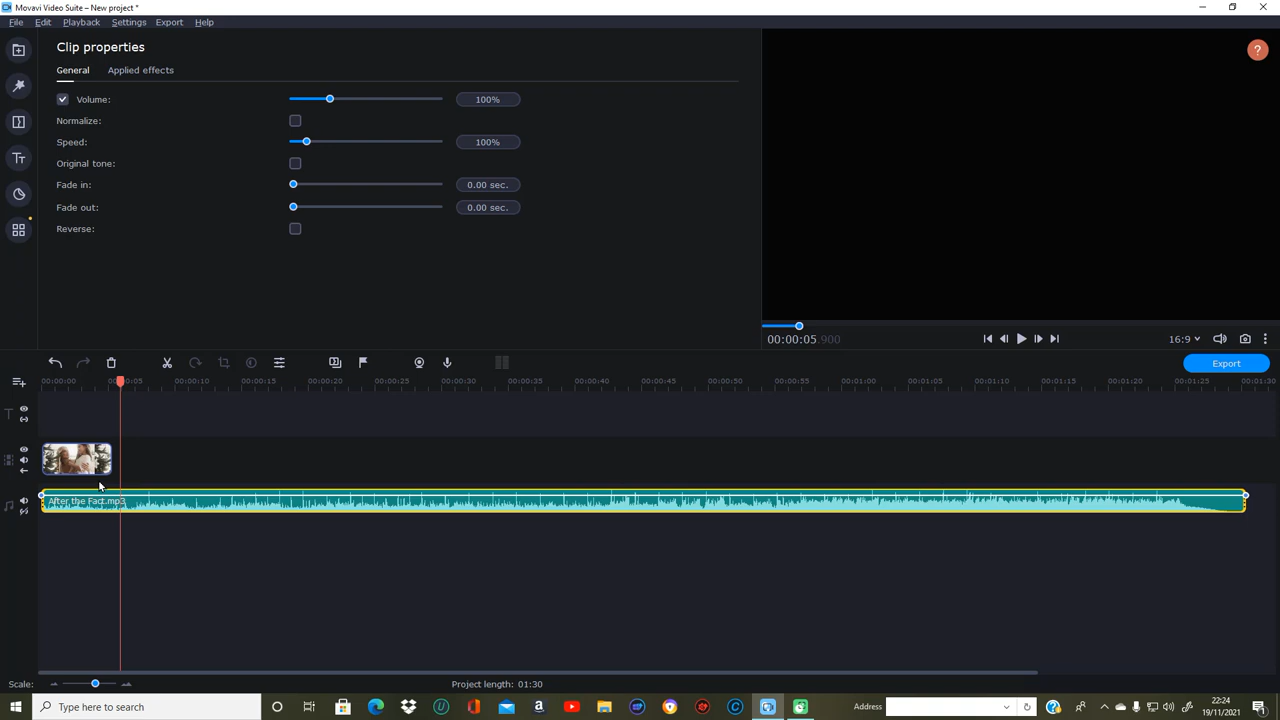 Movavi Video Suite – New project *
File Edit Playback Settings Export Help
Clip properties
General Applied effects
Volume: 100%
Normalize:
Speed: 100%
Original tone:
Fade in: 0.00 sec.
Fade out: 0.00 sec.
Reverse:
?
00:00:05.900
16:9
Export
00:00:00 00:00:05 00:00:10 00:00:15 00:00:20 00:00:25 00:00:30 00:00:35 00:00:40 00:00:45 00:00:50 00:00:55 00:01:00 00:01:05 00:01:10 00:01:15 00:01:20 00:01:25 00:01:30
After the Fact.mp3
Scale: Project length: 01:30
Type here to search
Address
22:24
19/11/2021